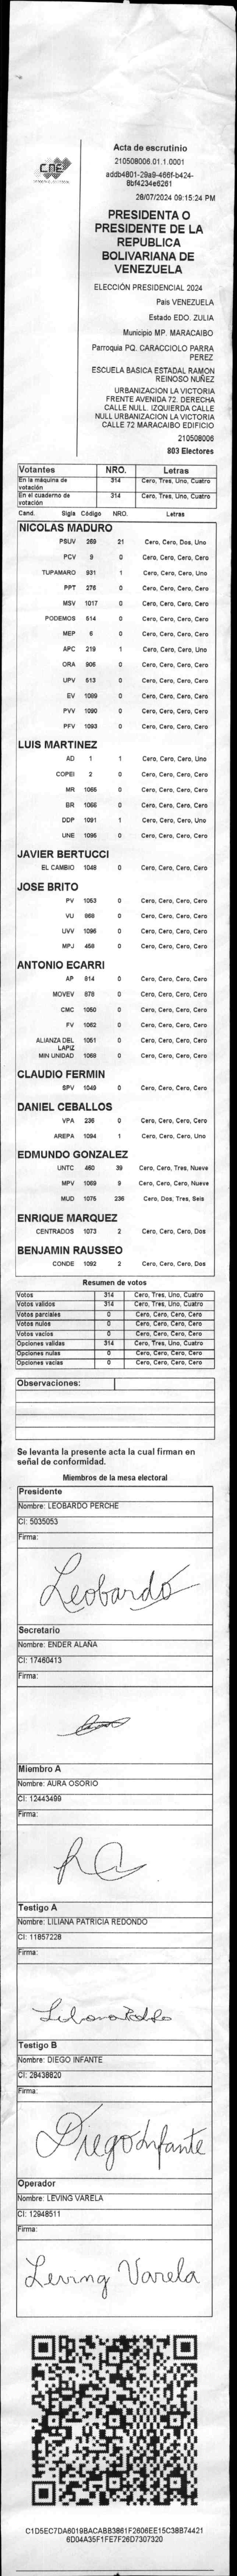 CNE
Acta de escrutinio
210508006.01.1.0001
addb4801-29a9-466f-b424-
8bf4234e6261
28/07/2024 09:15:24 PM
PRESIDENTA O
PRESIDENTE DE LA
REPUBLICA
BOLIVARIANA DE
VENEZUELA
ELECCIÓN PRESIDENCIAL 2024
Pais VENEZUELA
Estado EDO. ZULIA
Municipio MP. MARACAIBO
Parroquia PQ. CARACCIOLO PARRA
PEREZ
ESCUELA BASICA ESTADAL RAMON
REINOSO NUÑEZ
URBANIZACION LA VICTORIA
FRENTE AVENIDA 72. DERECHA
CALLE NULL. IZQUIERDA CALLE
NULL URBANIZACION LA VICTORIA
CALLE 72 MARACAIBO EDIFICIO
210508006
803 Electores
Votantes NRO. Letras
En la máquina de votación 314 Cero, Tres, Uno, Cuatro
En el cuaderno de votación 314 Cero, Tres, Uno, Cuatro
Cand. Sigla Código NRO. Letras
NICOLAS MADURO
PSUV 269 21 Cero, Cero, Dos, Uno
PCV 9 0 Cero, Cero, Cero, Cero
TUPAMARO 931 1 Cero, Cero, Cero, Uno
PPT 276 0 Cero, Cero, Cero, Cero
MSV 1017 0 Cero, Cero, Cero, Cero
PODEMOS 514 0 Cero, Cero, Cero, Cero
MEP 6 0 Cero, Cero, Cero, Cero
APC 219 1 Cero, Cero, Cero, Uno
ORA 906 0 Cero, Cero, Cero, Cero
UPV 513 0 Cero, Cero, Cero, Cero
EV 1089 0 Cero, Cero, Cero, Cero
PVV 1090 0 Cero, Cero, Cero, Cero
PFV 1093 0 Cero, Cero, Cero, Cero
LUIS MARTINEZ
AD 1 1 Cero, Cero, Cero, Uno
COPEI 2 0 Cero, Cero, Cero, Cero
MR 1065 0 Cero, Cero, Cero, Cero
BR 1066 0 Cero, Cero, Cero, Cero
DDP 1091 1 Cero, Cero, Cero, Uno
UNE 1095 0 Cero, Cero, Cero, Cero
JAVIER BERTUCCI
EL CAMBIO 1048 0 Cero, Cero, Cero, Cero
JOSE BRITO
PV 1053 0 Cero, Cero, Cero, Cero
VU 868 0 Cero, Cero, Cero, Cero
UVV 1096 0 Cero, Cero, Cero, Cero
MPJ 459 0 Cero, Cero, Cero, Cero
ANTONIO ECARRI
AP 814 0 Cero, Cero, Cero, Cero
MOVEV 878 0 Cero, Cero, Cero, Cero
CMC 1050 0 Cero, Cero, Cero, Cero
FV 1062 0 Cero, Cero, Cero, Cero
ALIANZA DEL LAPIZ 1051 0 Cero, Cero, Cero, Cero
MIN UNIDAD 1068 0 Cero, Cero, Cero, Cero
CLAUDIO FERMIN
SPV 1049 0 Cero, Cero, Cero, Cero
DANIEL CEBALLOS
VPA 236 0 Cero, Cero, Cero, Cero
AREPA 1094 1 Cero, Cero, Cero, Uno
EDMUNDO GONZALEZ
UNTC 460 39 Cero, Cero, Tres, Nueve
MPV 1069 9 Cero, Cero, Cero, Nueve
MUD 1075 236 Cero, Dos, Tres, Seis
ENRIQUE MARQUEZ
CENTRADOS 1073 2 Cero, Cero, Cero, Dos
BENJAMIN RAUSSEO
CONDE 1092 2 Cero, Cero, Cero, Dos
Resumen de votos
Votos 314 Cero, Tres, Uno, Cuatro
Votos validos 314 Cero, Tres, Uno, Cuatro
Votos parciales 0 Cero, Cero, Cero, Cero
Votos nulos 0 Cero, Cero, Cero, Cero
Votos vacios 0 Cero, Cero, Cero, Cero
Opciones validas 314 Cero, Tres, Uno, Cuatro
Opciones nulas 0 Cero, Cero, Cero, Cero
Opciones vacias 0 Cero, Cero, Cero, Cero
Observaciones:
Se levanta la presente acta la cual firman en
señal de conformidad.
Miembros de la mesa electoral
Presidente
Nombre: LEOBARDO PERCHE
CI: 5035053
Firma:
Leobardo
Secretario
Nombre: ENDER ALAÑA
CI: 17460413
Firma:
Miembro A
Nombre: AURA OSORIO
CI: 12443499
Firma:
Testigo A
Nombre: LILIANA PATRICIA REDONDO
CI: 11857228
Firma:
Testigo B
Nombre: DIEGO INFANTE
CI: 28438820
Firma:
Diego Infante
Operador
Nombre: LEVING VARELA
CI: 12948511
Firma:
Leving Varela
C1D5EC7DA6019BACABB3861F2606EE15C38B74421
6D04A35F1FE7F26D7307320